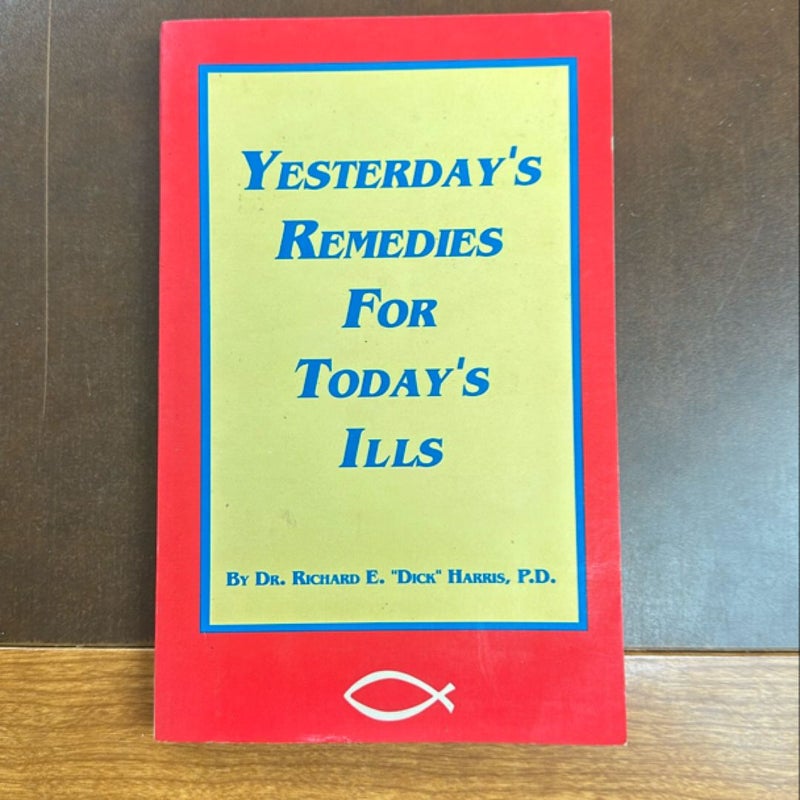 Yesterday's
Remedies
For
Today's
Ills
By Dr. Richard E. "Dick" Harris, P.D.